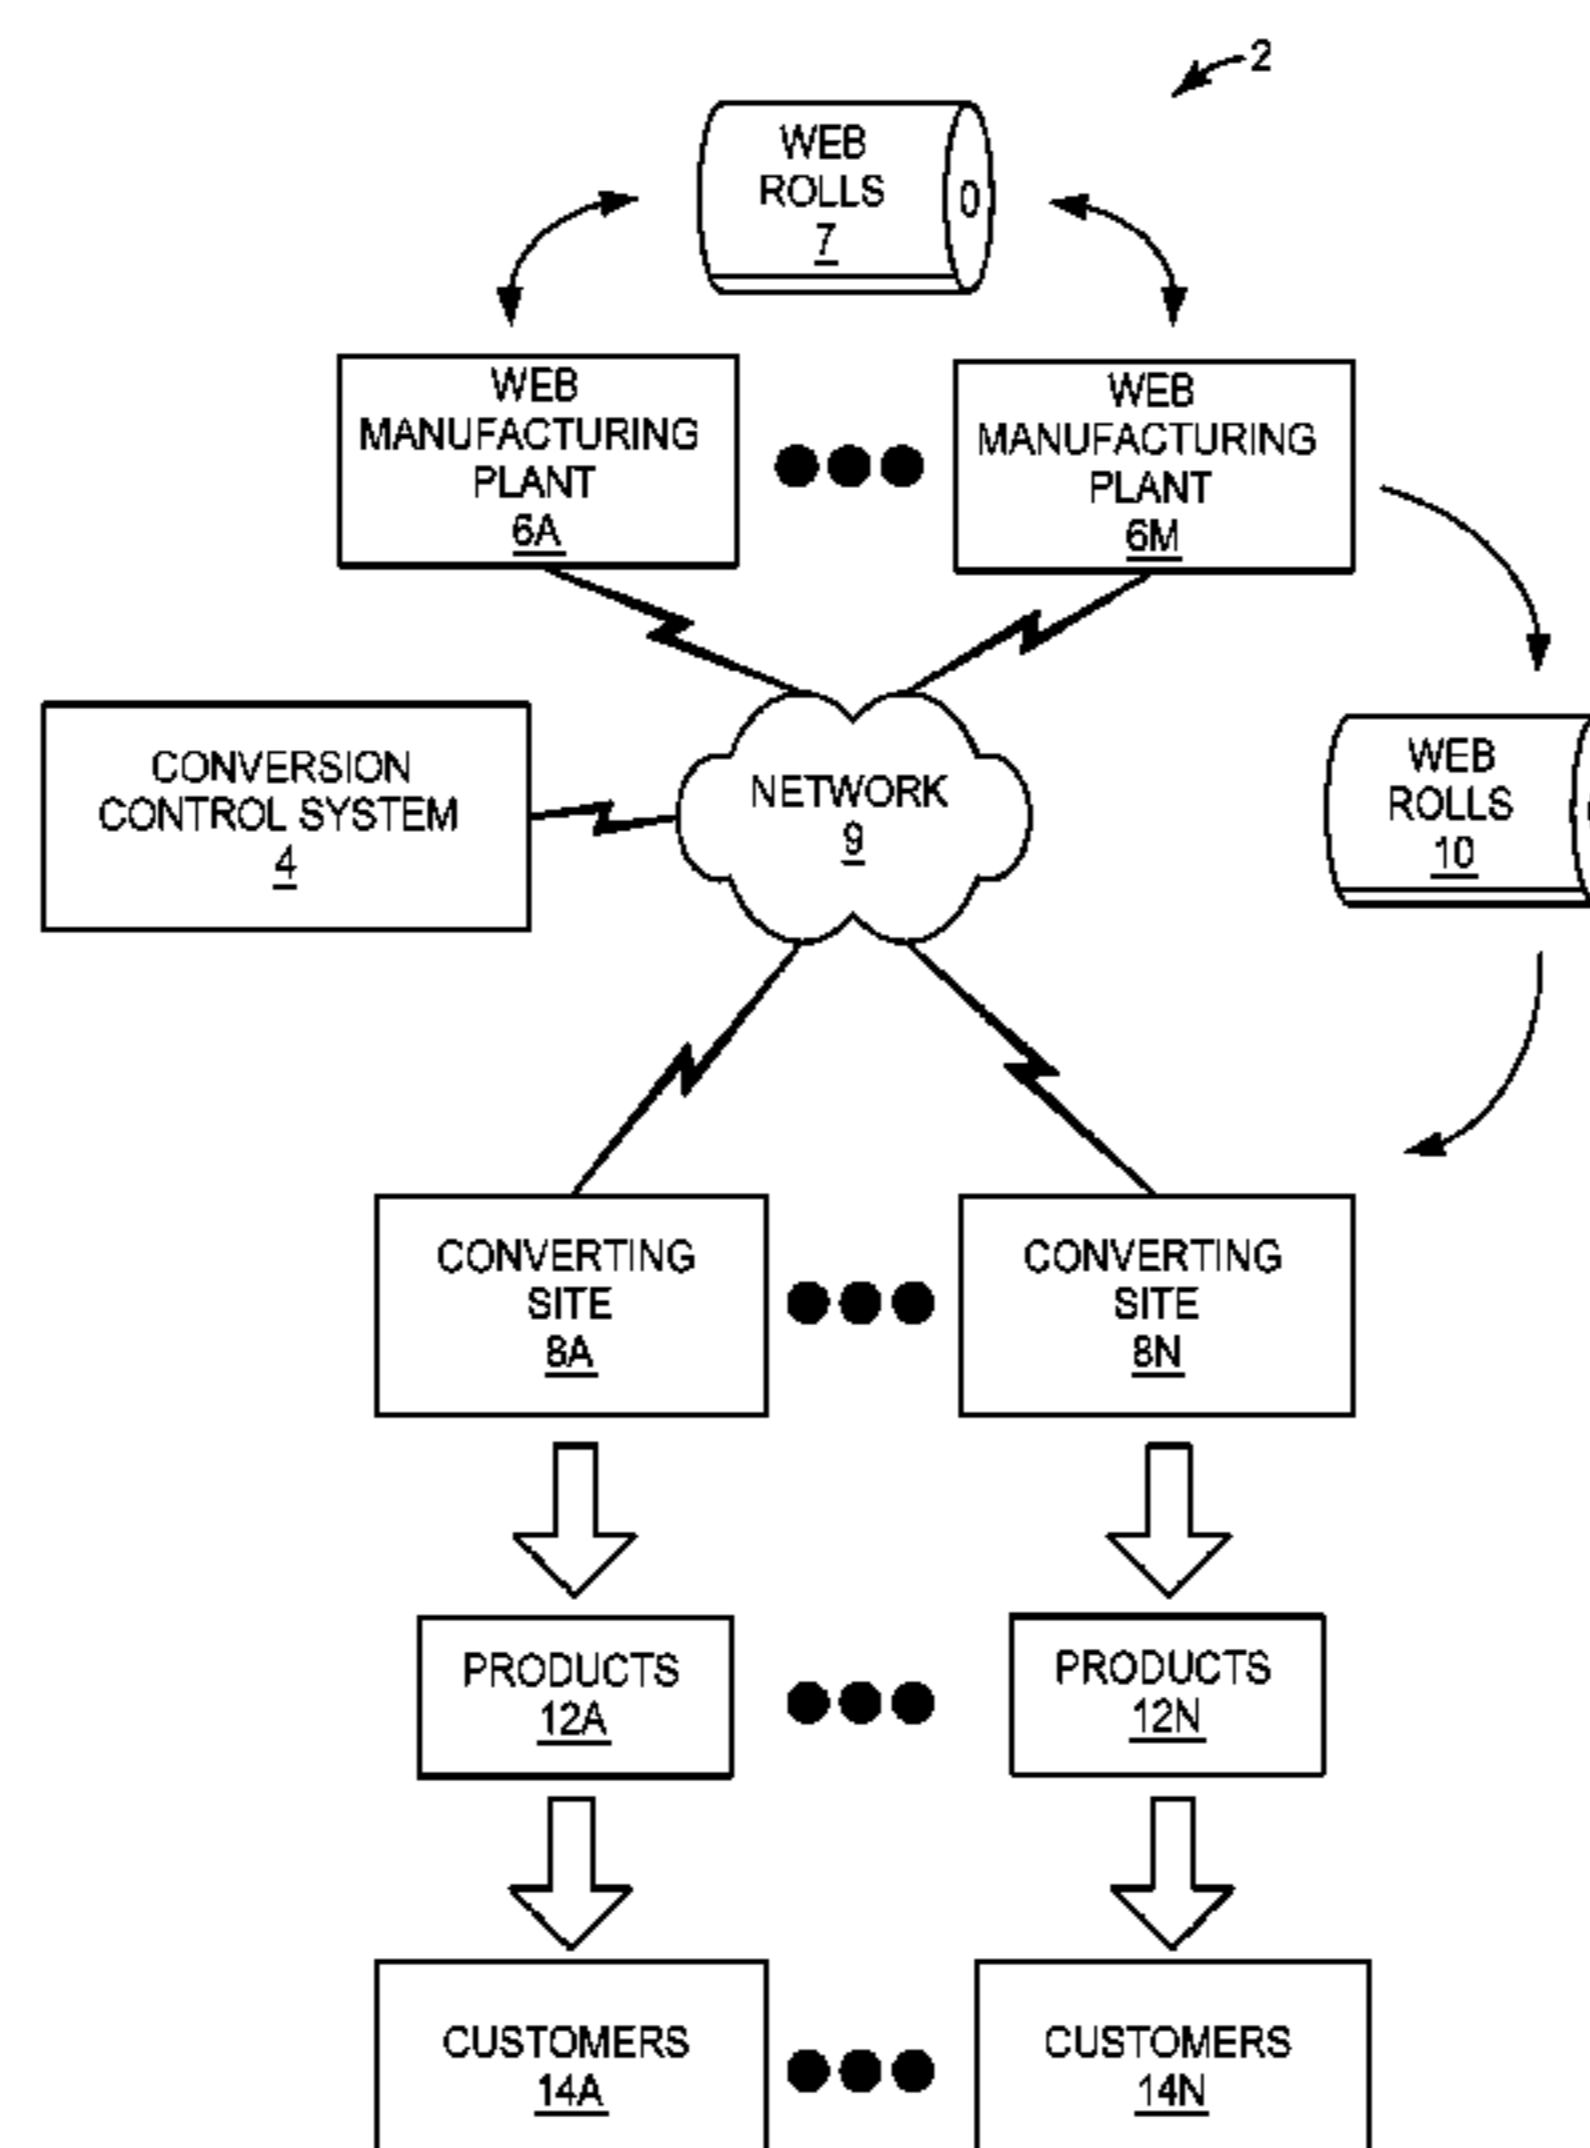 2
WEB
ROLLS
7
0
WEB
MANUFACTURING
PLANT
6A
WEB
MANUFACTURING
PLANT
6M
CONVERSION
CONTROL SYSTEM
4
NETWORK
9
WEB
ROLLS
10
CONVERTING
SITE
8A
CONVERTING
SITE
8N
PRODUCTS
12A
PRODUCTS
12N
CUSTOMERS
14A
CUSTOMERS
14N